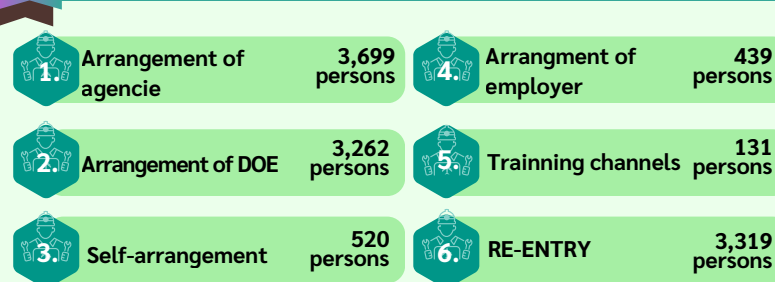 1.
Arrangement of
agencie
3,699
persons
2.
Arrangement of DOE
3,262
persons
3.
Self-arrangement
520
persons
4.
Arrangment of
employer
439
persons
5.
Trainning channels
131
persons
6.
RE-ENTRY
3,319
persons